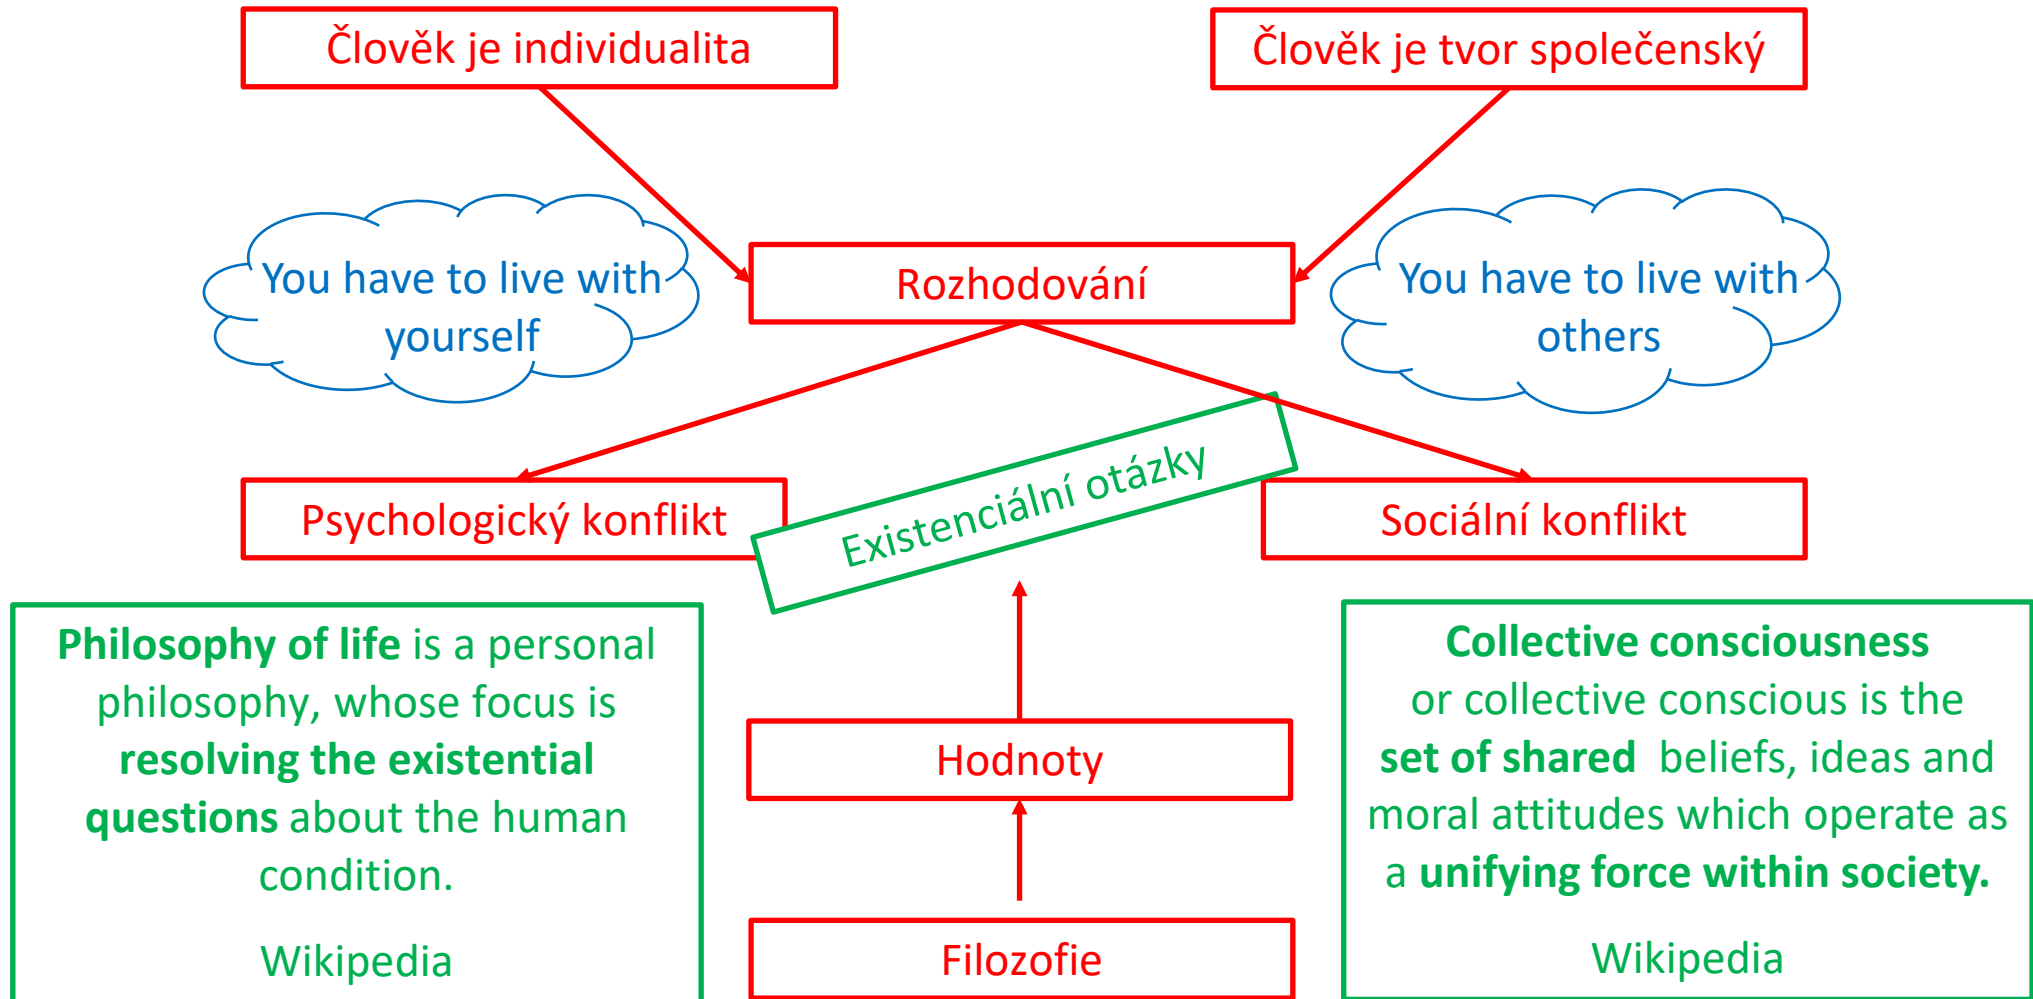 Člověk je individualita
Člověk je tvor společenský
You have to live with
yourself
Rozhodování
You have to live with
others
Psychologický konflikt
Existenciální otázky
Sociální konflikt
Philosophy of life is a personal
philosophy, whose focus is
resolving the existential
questions about the human
condition.
Wikipedia
Hodnoty
Filozofie
Collective consciousness
or collective conscious is the
set of shared  beliefs, ideas and
moral attitudes which operate as
a unifying force within society.
Wikipedia